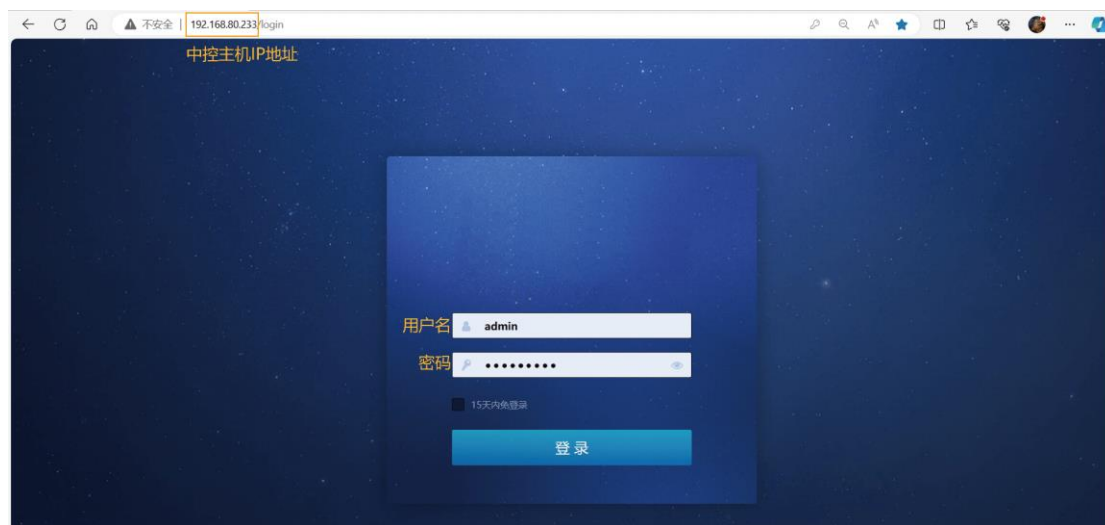 不安全 | 192.168.80.233/login
中控主机IP地址
用户名 admin
密码 •••••••••
15天内免登录
登录